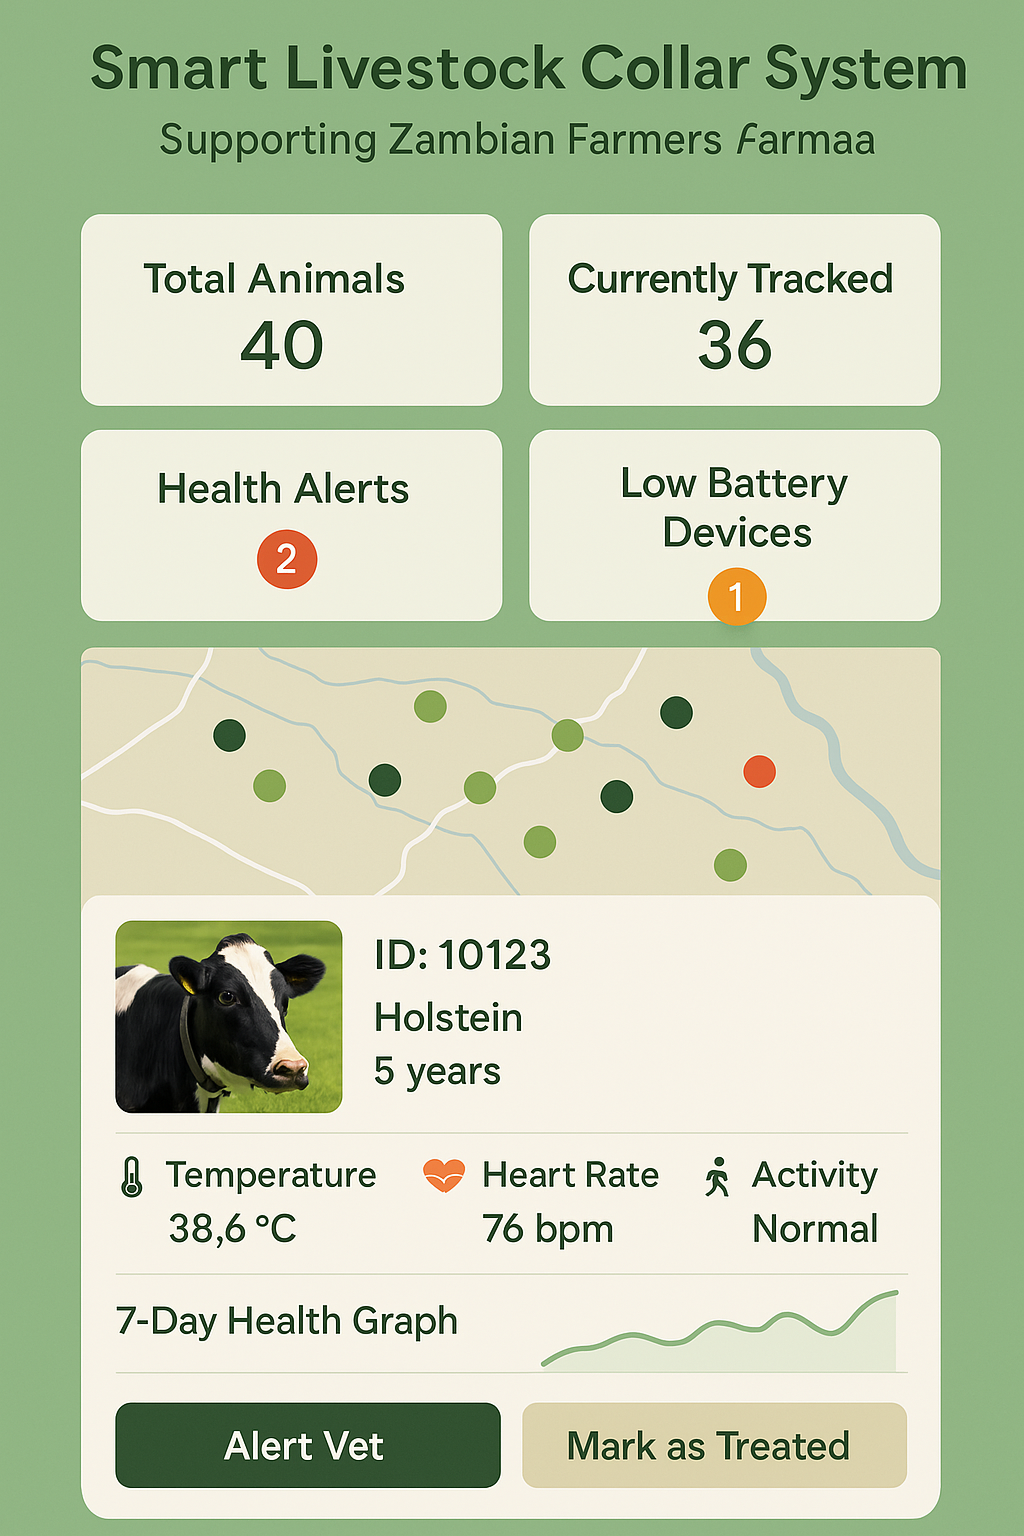 Smart Livestock Collar System
Supporting Zambian Farmers Farmaa
Total Animals
40
Currently Tracked
36
Health Alerts
2
Low Battery
Devices
1
ID: 10123
Holstein
5 years
Temperature
38,6 °C
Heart Rate
76 bpm
Activity
Normal
7-Day Health Graph
Alert Vet
Mark as Treated